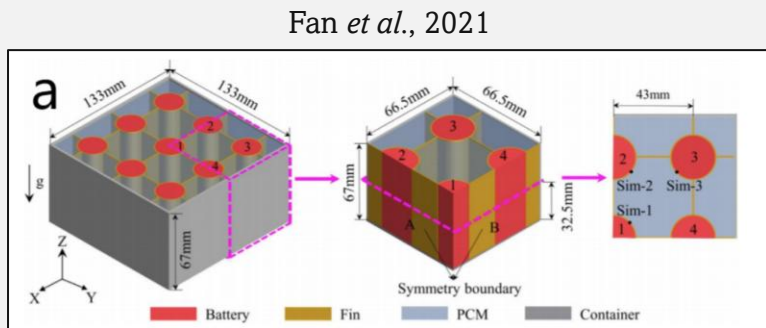 Fan et al., 2021
a
133mm
133mm
2
1
3
4
g
67mm
Z
X
Y
66.5mm
66.5mm
3
2
4
1
67mm
32.5mm
A
B
Symmetry boundary
43mm
2
3
Sim-2
Sim-3
Sim-1
1
4
Battery
Fin
PCM
Container